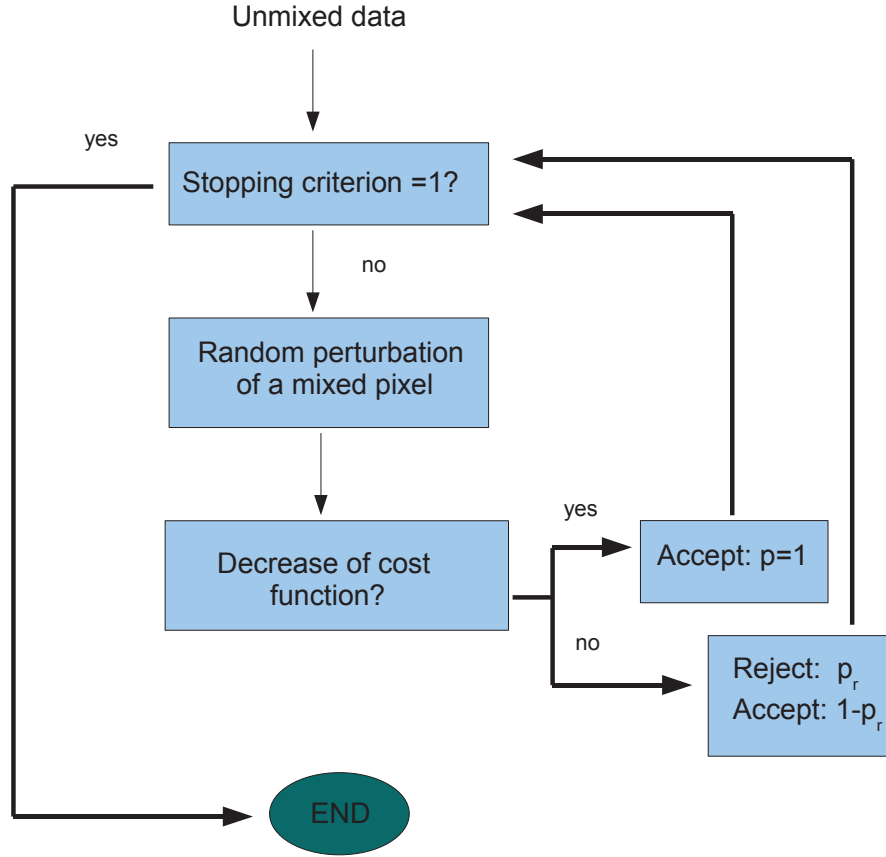 Unmixed data
yes
Stopping criterion =1?
no
Random perturbation
of a mixed pixel
Decrease of cost
function?
yes
Accept: p=1
no
Reject: pr
Accept: 1-pr
END